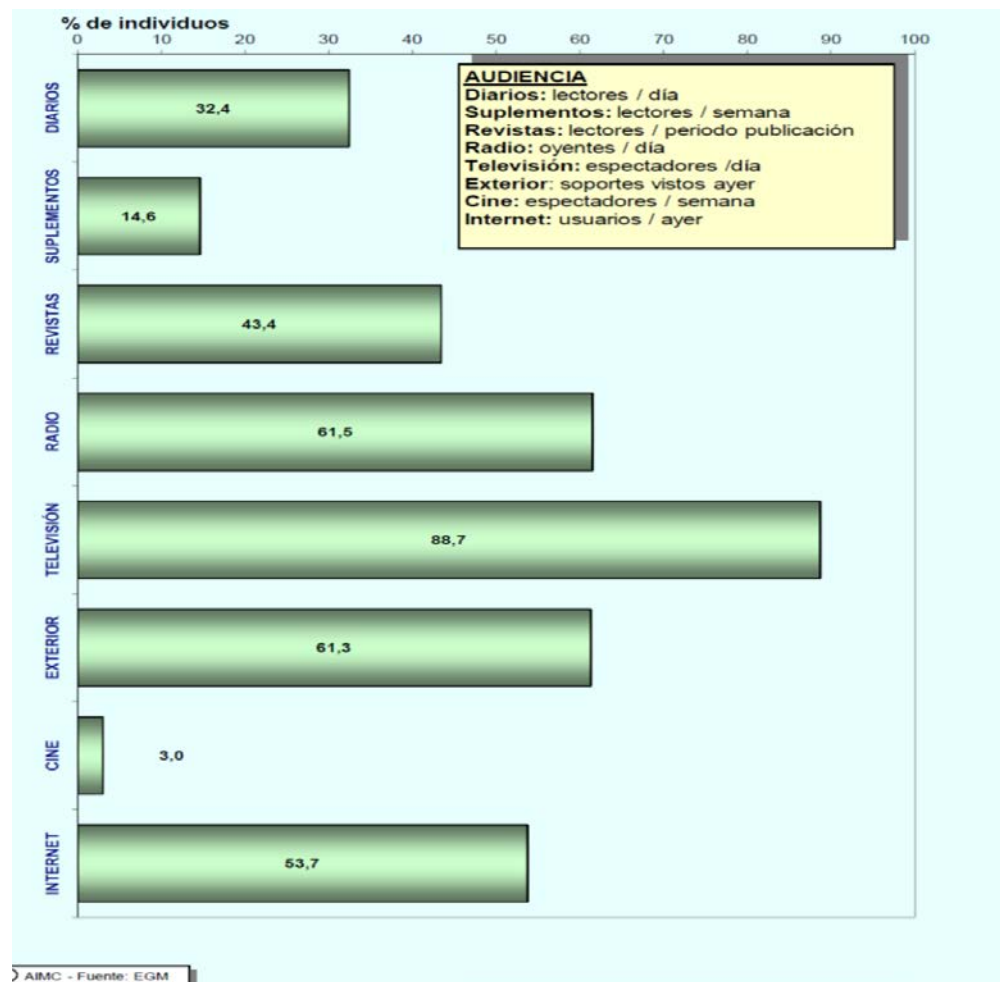 % de individuos
0 10 20 30 40 50 60 70 80 90 100
AUDIENCIA
Diarios: lectores / día
Suplementos: lectores / semana
Revistas: lectores / periodo publicación
Radio: oyentes / día
Televisión: espectadores /día
Exterior: soportes vistos ayer
Cine: espectadores / semana
Internet: usuarios / ayer
DIARIOS 32,4
SUPLEMENTOS 14,6
REVISTAS 43,4
RADIO 61,5
TELEVISIÓN 88,7
EXTERIOR 61,3
CINE 3,0
INTERNET 53,7
AIMC - Fuente: EGM